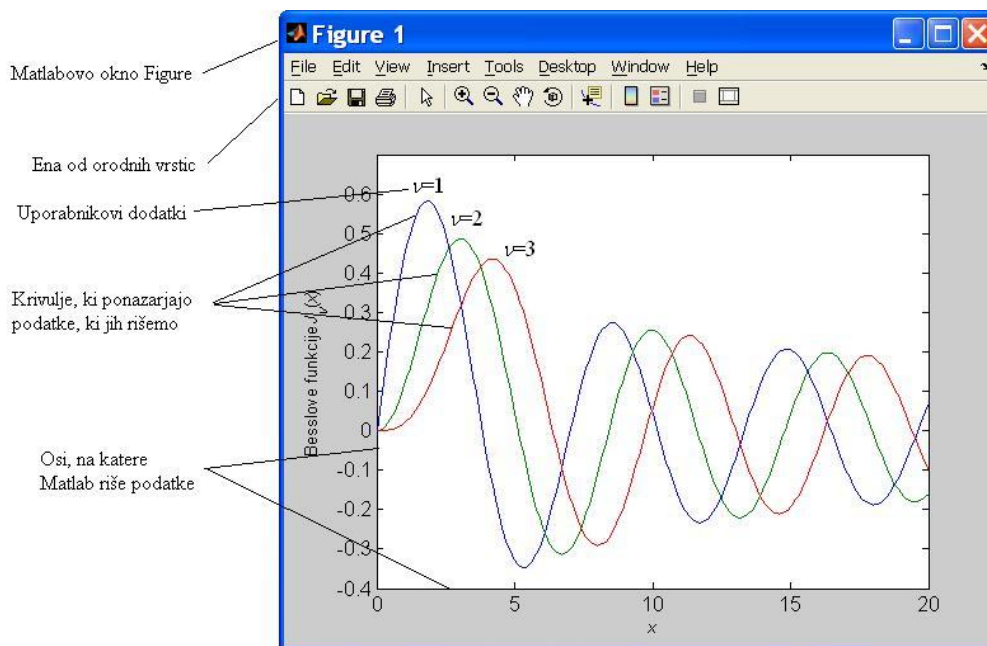 Figure 1
Matlabovo okno Figure
File Edit View Insert Tools Desktop Window Help
Ena od orodnih vrstic
Uporabnikovi dodatki
ν=1
ν=2
ν=3
Krivulje, ki ponazarjajo
podatke, ki jih rišemo
Osi, na katere
Matlab riše podatke
Besslove funkcije Jν(x)
0.6
0.5
0.4
0.3
0.2
0.1
0
-0.1
-0.2
-0.3
-0.4
0 5 10 15 20
x